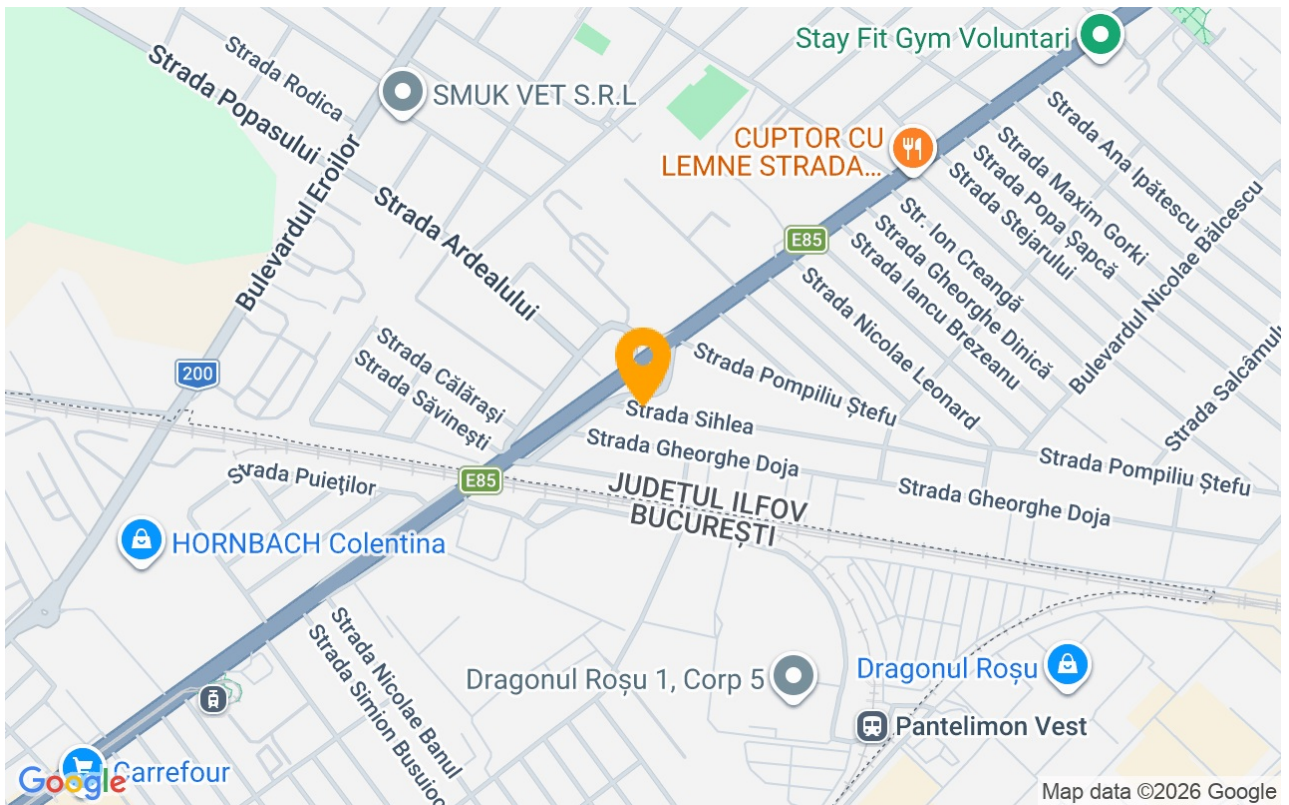 Stay Fit Gym Voluntari
Strada Rodica
Strada Popasului
SMUK VET S.R.L
CUPTOR CU
LEMNE STRADA...
Strada Ana Ipătescu
Strada Maxim Gorki
Strada Popa Șapcă
Strada Stejarului
Str. Ion Creangă
Strada Gheorghe Dinică
Strada Iancu Brezeanu
Strada Nicolae Leonard
Bulevardul Nicolae Bălcescu
Strada Salcâmul
Bulevardul Eroilor
Strada Ardealului
E85
200
Strada Călărași
Strada Săvinești
Strada Pompiliu Ștefu
Strada Sihlea
Strada Gheorghe Doja
Strada Pompiliu Ștefu
Strada Gheorghe Doja
Strada Puieților
E85
JUDEȚUL ILFOV
BUCUREȘTI
HORNBACH Colentina
Strada Nicolae Banul
Strada Simion Busuioc
Dragonul Roșu 1, Corp 5
Dragonul Roșu
Pantelimon Vest
Carrefour
Google
Map data ©2026 Google